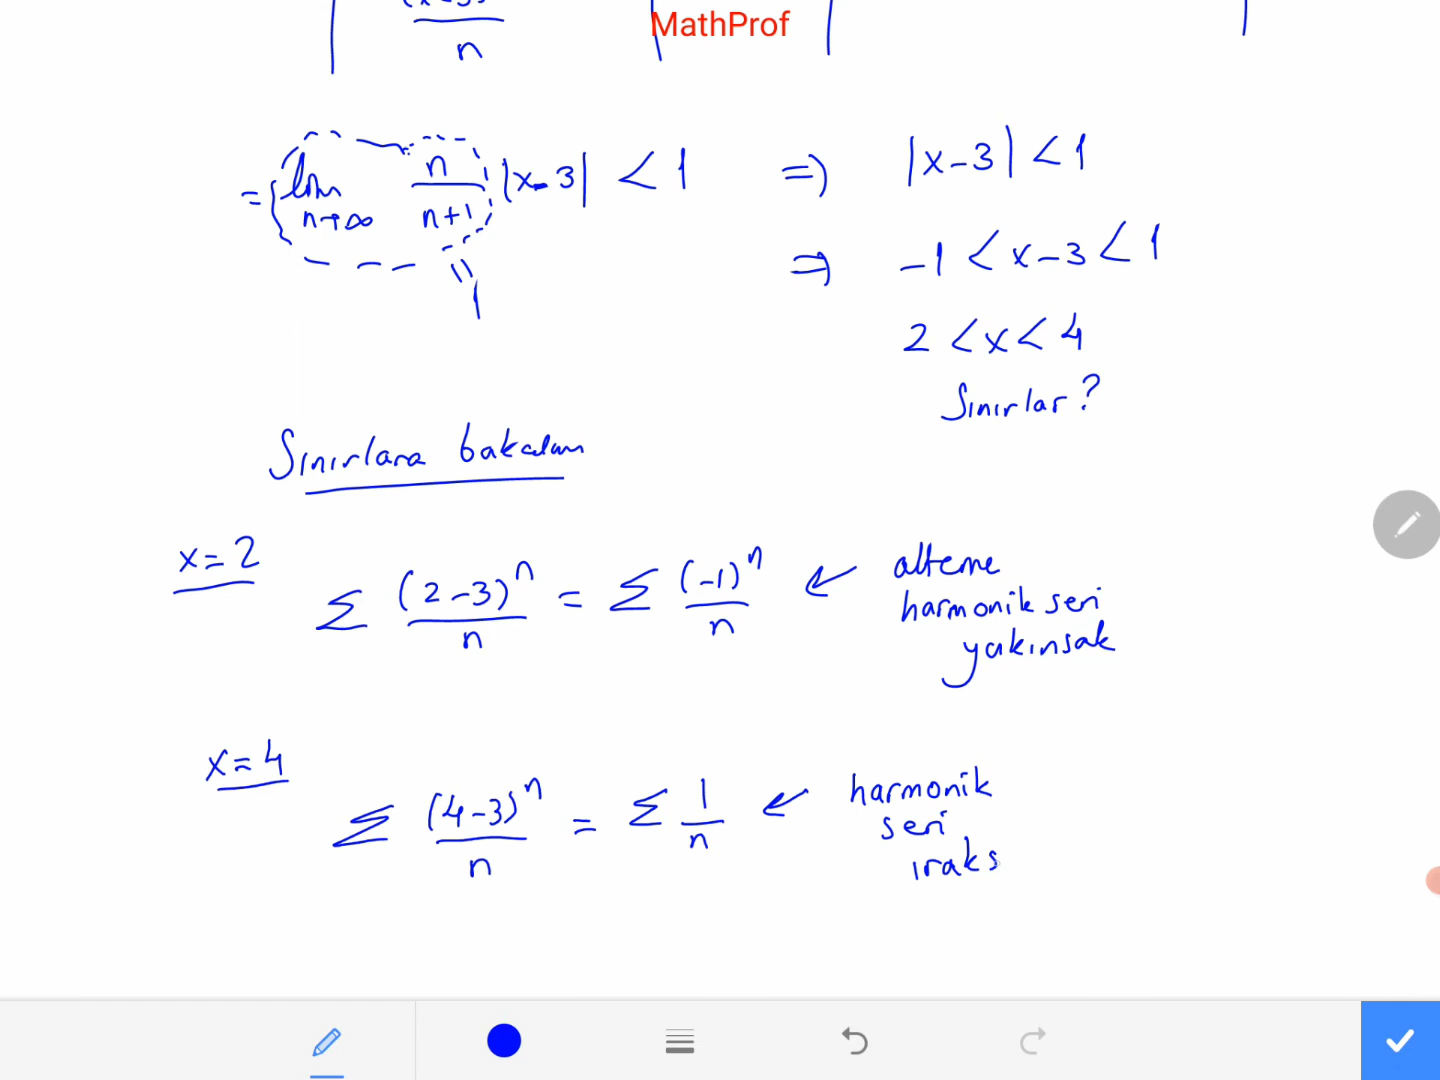 MathProf
n
= lim n→∞ n/(n+1) |x-3| < 1 ⇒ |x-3| < 1
⇒ -1 < x-3 < 1
1
2 < x < 4
Sınırlar?
Sınırlara bakalım
x=2
∑ (2-3)^n / n = ∑ (-1)^n / n ← alterne
harmonik seri
yakınsak
x=4
∑ (4-3)^n / n = ∑ 1/n ← harmonik
seri
ıraks